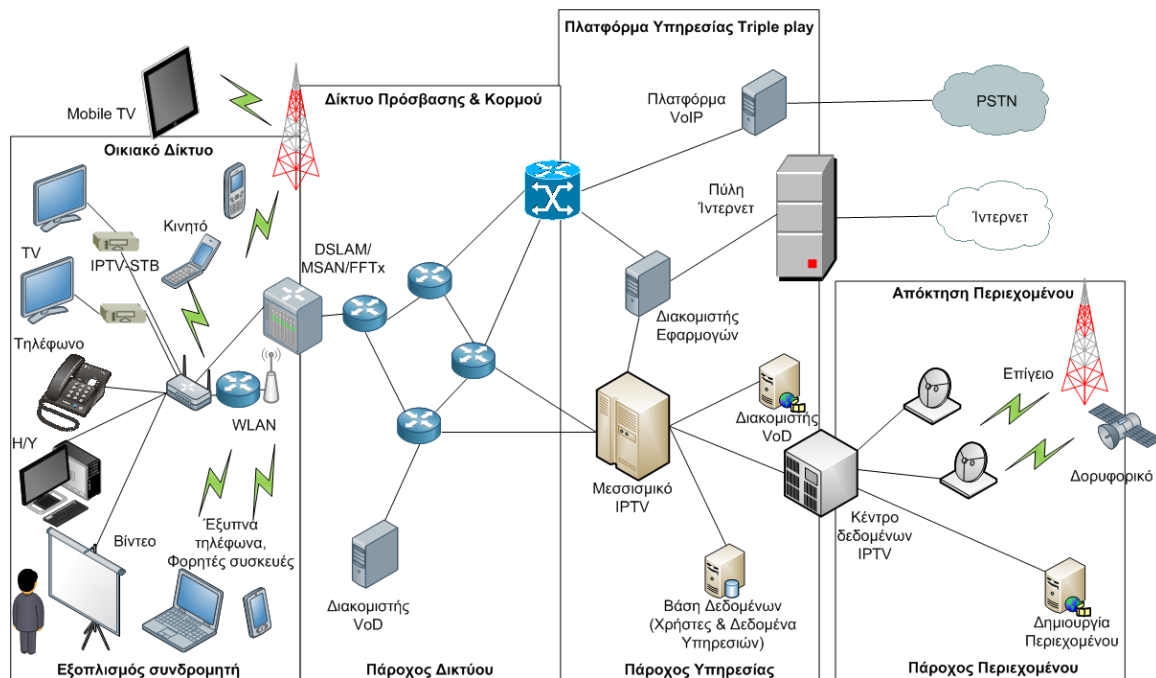 Πλατφόρμα Υπηρεσίας Triple play
Mobile TV
Δίκτυο Πρόσβασης & Κορμού
Πλατφόρμα
VoIP
PSTN
Οικιακό Δίκτυο
Κινητό
Πύλη
Ίντερνετ
Ίντερνετ
TV
IPTV-STB
DSLAM/
MSAN/FFTx
Διακομιστής
Εφαρμογών
Απόκτηση Περιεχομένου
Τηλέφωνο
Επίγειο
WLAN
Διακομιστής
VoD
Η/Υ
Δορυφορικό
Μεσσισμικό
IPTV
Κέντρο
δεδομένων
IPTV
Έξυπνα
τηλέφωνα,
Φορητές συσκευές
Βίντεο
Διακομιστής
VoD
Βάση Δεδομένων
(Χρήστες & Δεδομένα
Υπηρεσιών)
Δημιουργία
Περιεχομένου
Εξοπλισμός συνδρομητή
Πάροχος Δικτύου
Πάροχος Υπηρεσίας
Πάροχος Περιεχομένου